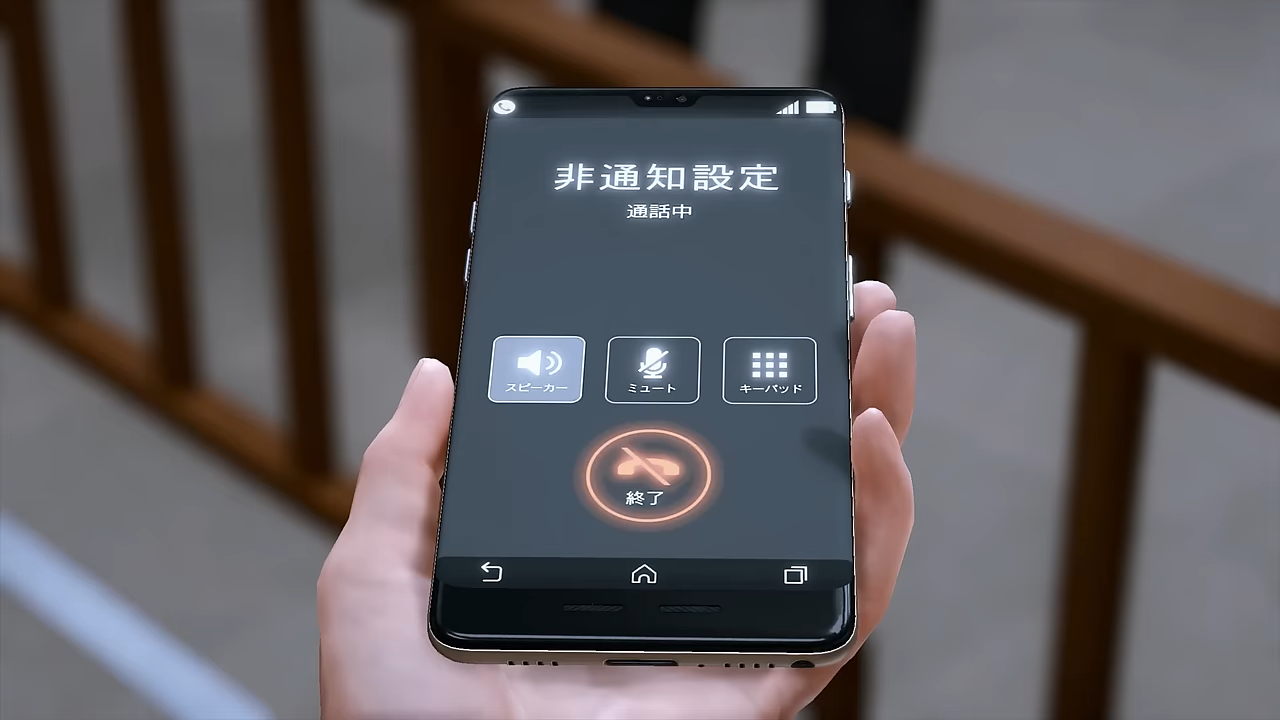 非通知設定
通話中
スピーカー
ミュート
キーパッド
終了